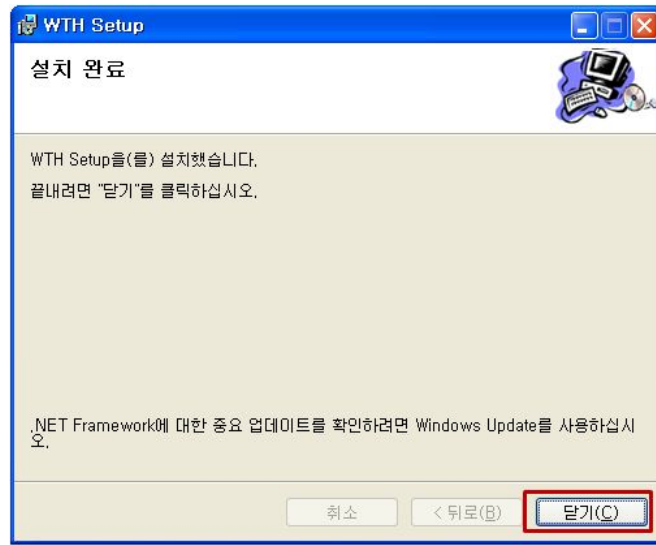 WTH Setup
설치 완료
WTH Setup을(를) 설치했습니다.
끝내려면 "닫기"를 클릭하십시오.
.NET Framework에 대한 중요 업데이트를 확인하려면 Windows Update를 사용하십시
오.
취소
< 뒤로(B)
닫기(C)